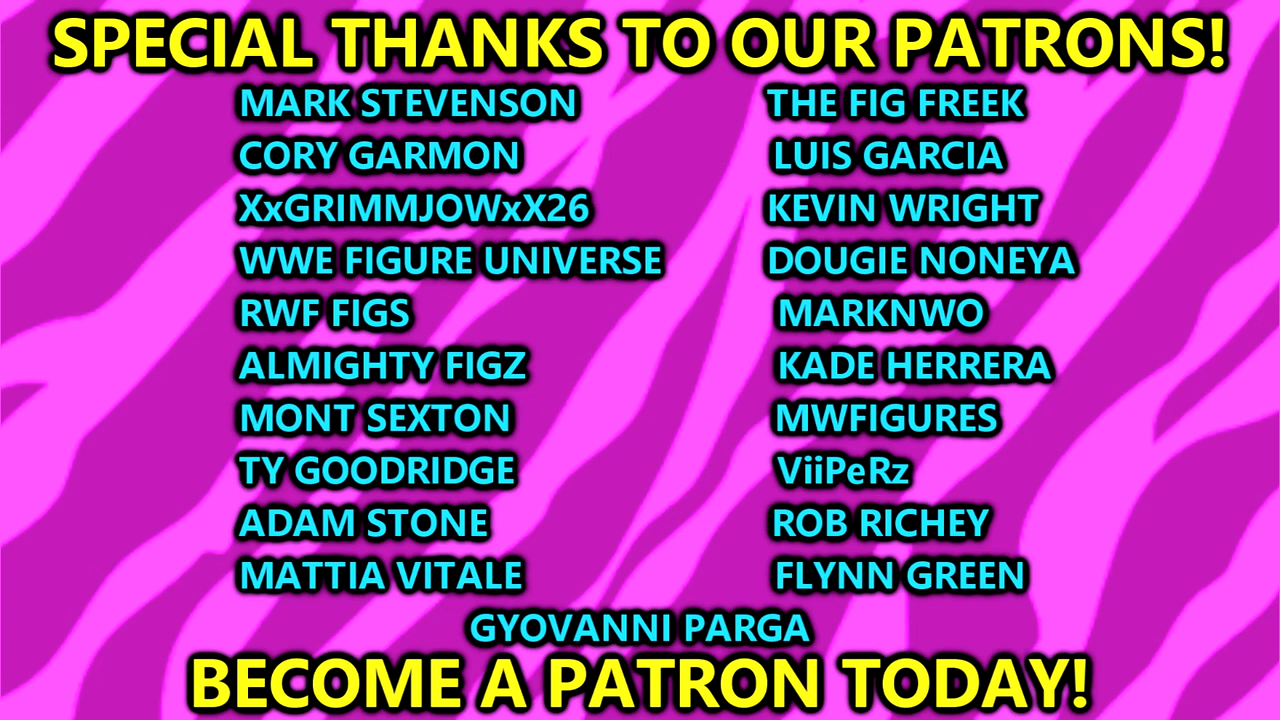 SPECIAL THANKS TO OUR PATRONS!
MARK STEVENSON
CORY GARMON
XxGRIMMJOWxX26
WWE FIGURE UNIVERSE
RWF FIGS
ALMIGHTY FIGZ
MONT SEXTON
TY GOODRIDGE
ADAM STONE
MATTIA VITALE
THE FIG FREEK
LUIS GARCIA
KEVIN WRIGHT
DOUGIE NONEYA
MARKNWO
KADE HERRERA
MWFIGURES
ViiPeRz
ROB RICHEY
FLYNN GREEN
GYOVANNI PARGA
BECOME A PATRON TODAY!